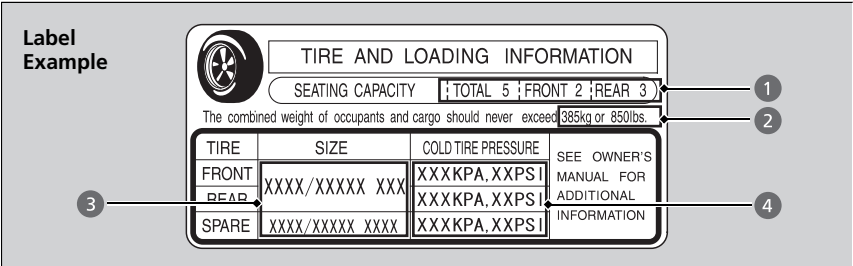 Label
Example
TIRE AND LOADING INFORMATION
SEATING CAPACITY TOTAL 5 FRONT 2 REAR 3
1
The combined weight of occupants and cargo should never exceed 385kg or 850lbs.
2
TIRE SIZE COLD TIRE PRESSURE
SEE OWNER'S
MANUAL FOR
ADDITIONAL
INFORMATION
FRONT XXXX/XXXXX XXX XXXKPA,XXPSI
REAR XXXKPA,XXPSI
SPARE XXXX/XXXXX XXXX XXXKPA,XXPSI
3
4